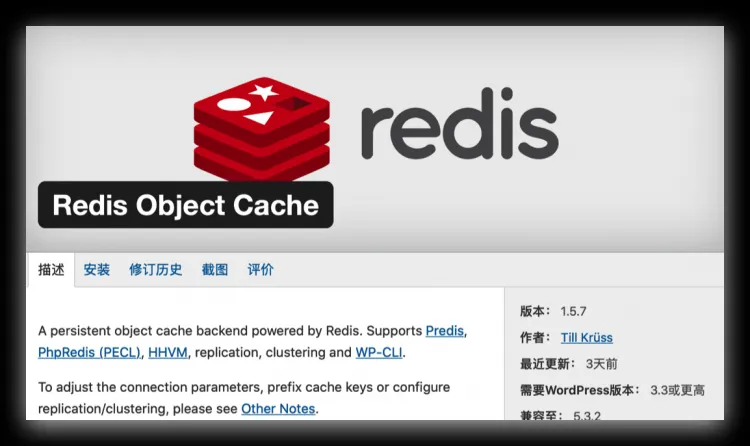 redis
Redis Object Cache
描述 安装 修订历史 截图 评价
A persistent object cache backend powered by Redis. Supports Predis,
PhpRedis (PECL), HHVM, replication, clustering and WP-CLI.
To adjust the connection parameters, prefix cache keys or configure
replication/clustering, please see Other Notes.
版本： 1.5.7
作者： Till Krüss
最近更新： 3天前
需要WordPress版本： 3.3或更高
兼容至： 5.3.2